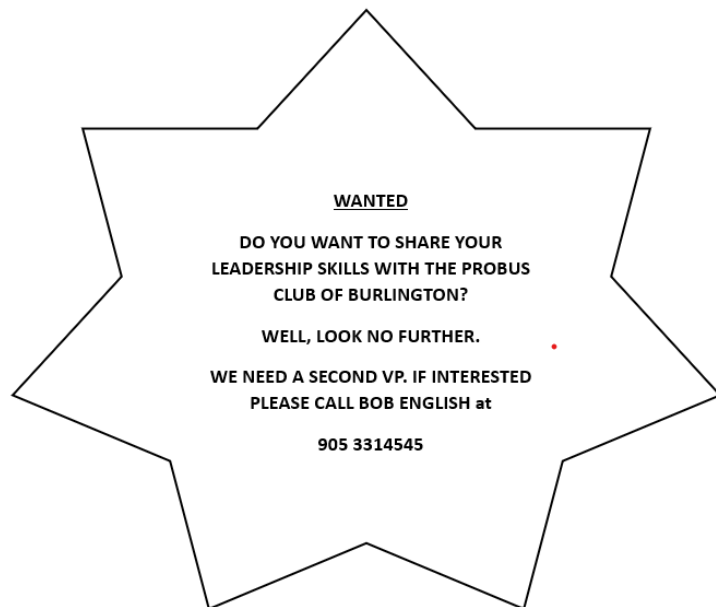 WANTED
DO YOU WANT TO SHARE YOUR
LEADERSHIP SKILLS WITH THE PROBUS
CLUB OF BURLINGTON?
WELL, LOOK NO FURTHER.
WE NEED A SECOND VP. IF INTERESTED
PLEASE CALL BOB ENGLISH at
905 3314545